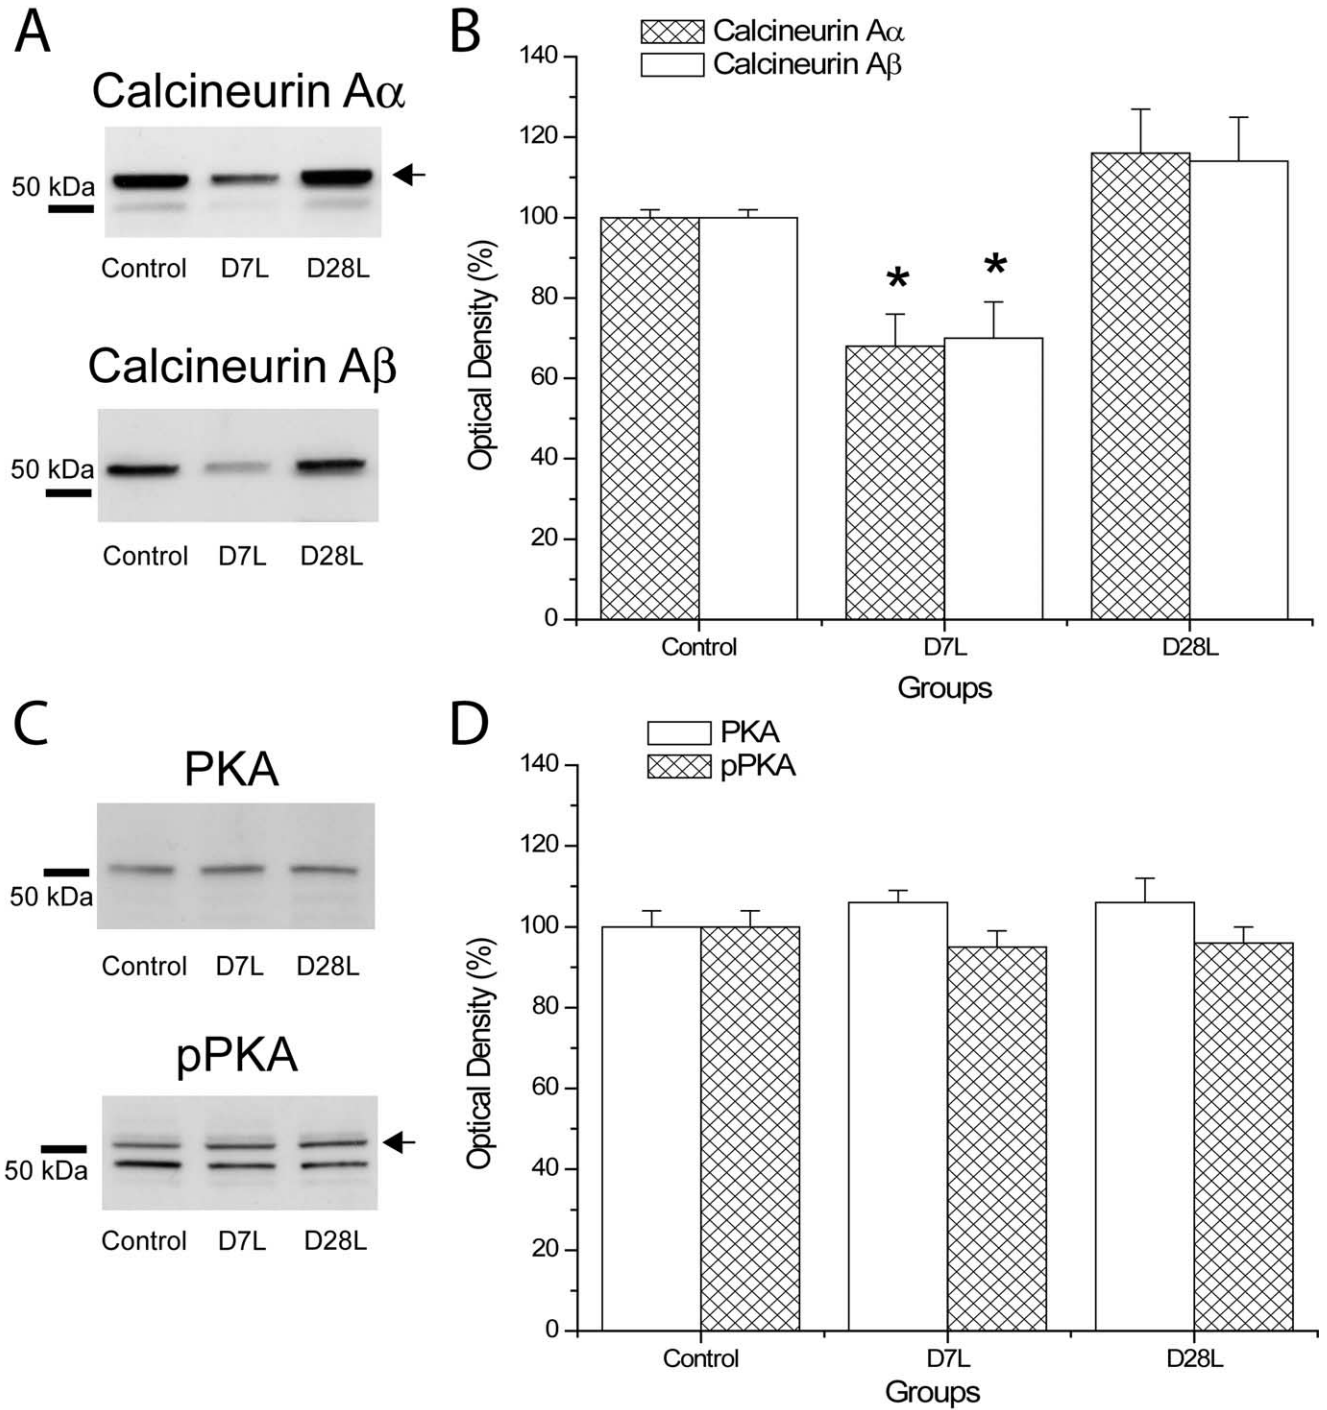 A
Calcineurin Aα
50 kDa
Control D7L D28L
Calcineurin Aβ
50 kDa
Control D7L D28L
B
Calcineurin Aα
Calcineurin Aβ
140
120
100
80
60
40
20
0
Optical Density (%)
* *
Control D7L D28L
Groups
C
PKA
50 kDa
Control D7L D28L
pPKA
50 kDa
Control D7L D28L
D
PKA
pPKA
140
120
100
80
60
40
20
0
Optical Density (%)
Control D7L D28L
Groups